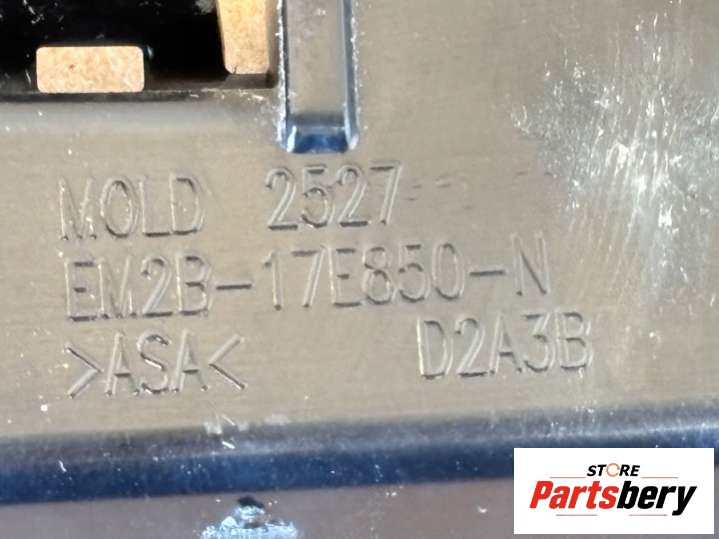 MOLD 2527
EM2B-17E850-N
>ASA< D2A3B
STORE
Partsbery